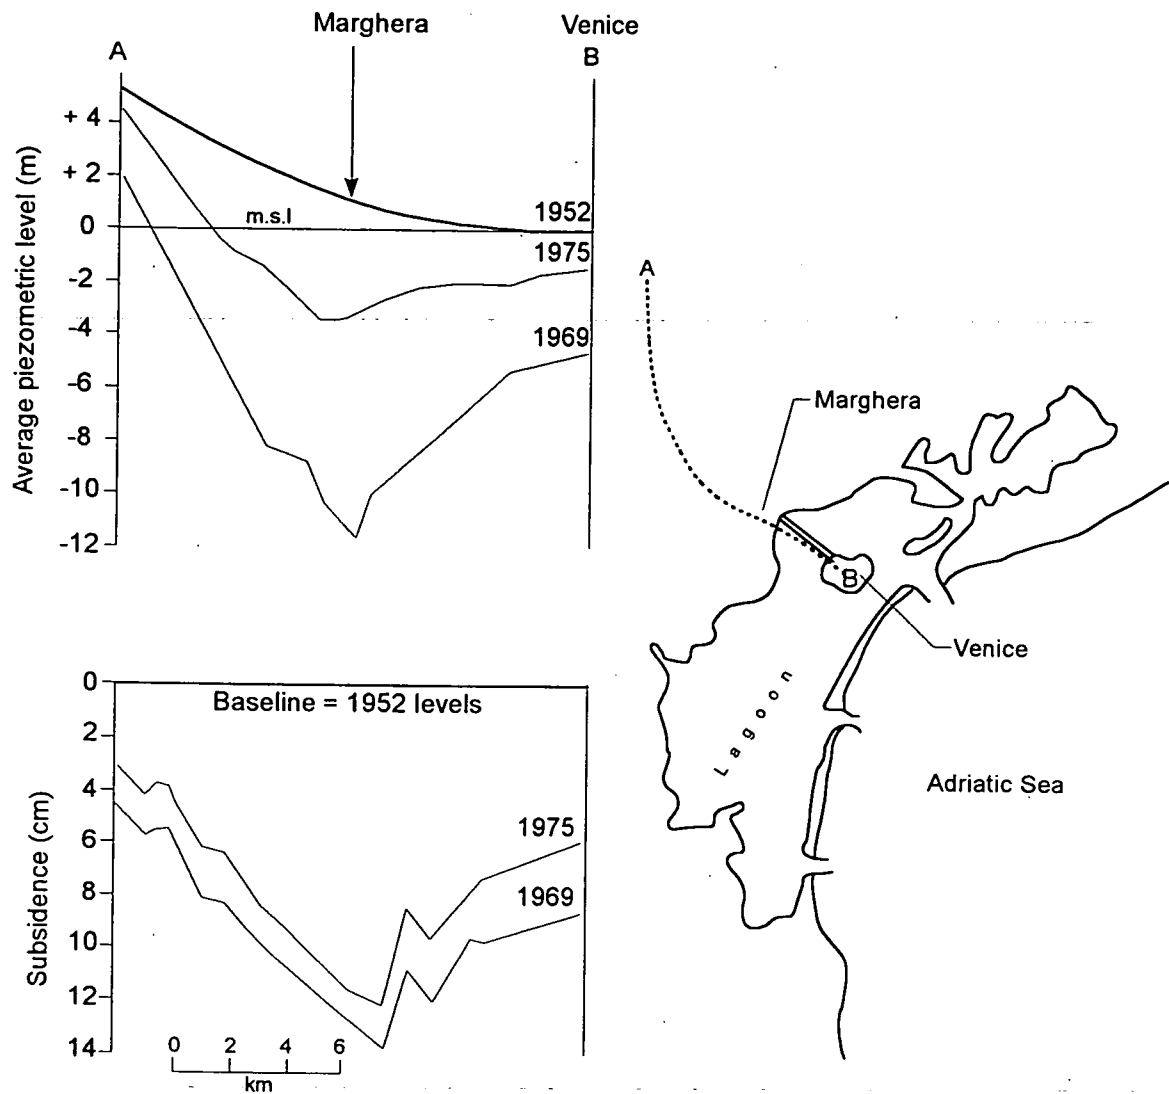 Marghera
Venice
A
B
Average piezometric level (m)
+ 4
+ 2
0
-2
-4
-6
-8
-10
-12
m.s.l
1952
1975
1969
A
Marghera
B
Venice
Lagoon
Adriatic Sea
Subsidence (cm)
0
2
4
6
8
10
12
14
Baseline = 1952 levels
1975
1969
0 2 4 6
km